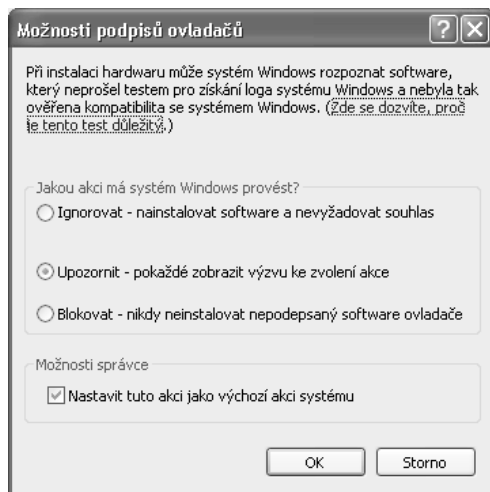 Možnosti podpisů ovladačů
Při instalaci hardwaru může systém Windows rozpoznat software,
který neprošel testem pro získání loga systému Windows a nebyla tak
ověřena kompatibilita se systémem Windows. (Zde se dozvíte, proč
je tento test důležitý.)
Jakou akci má systém Windows provést?
Ignorovat - nainstalovat software a nevyžadovat souhlas
Upozornit - pokaždé zobrazit výzvu ke zvolení akce
Blokovat - nikdy neinstalovat nepodepsaný software ovladače
Možnosti správce
Nastavit tuto akci jako výchozí akci systému
OK
Storno